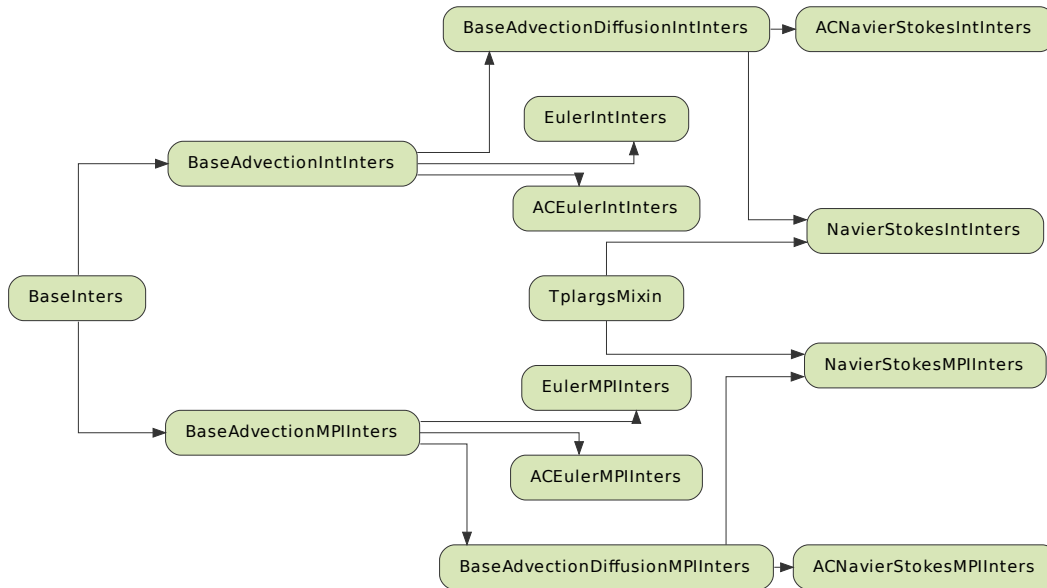 BaseAdvectionDiffusionIntInters
ACNavierStokesIntInters
EulerIntInters
BaseAdvectionIntInters
ACEulerIntInters
NavierStokesIntInters
BaseInters
TplargsMixin
NavierStokesMPIInters
EulerMPIInters
BaseAdvectionMPIInters
ACEulerMPIInters
BaseAdvectionDiffusionMPIInters
ACNavierStokesMPIInters